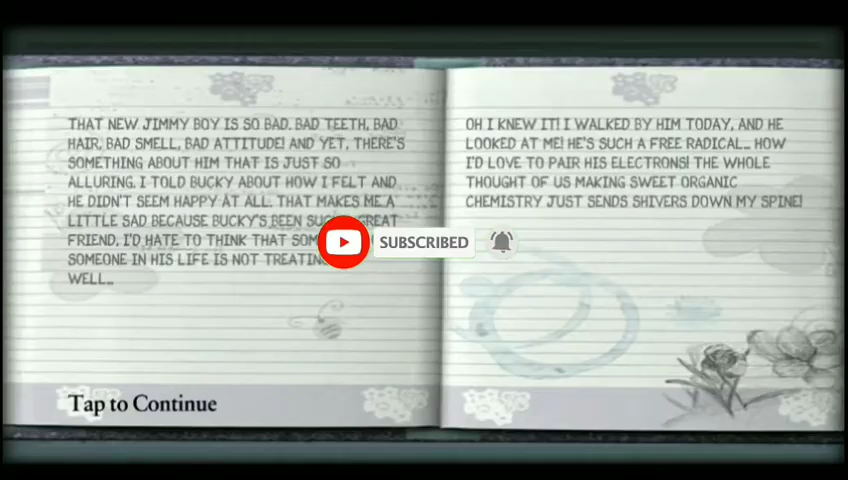 THAT NEW JIMMY BOY IS SO BAD. BAD TEETH, BAD
HAIR, BAD SMELL, BAD ATTITUDE! AND YET, THERE'S
SOMETHING ABOUT HIM THAT IS JUST SO
ALLURING. I TOLD BUCKY ABOUT HOW I FELT AND
HE DIDN'T SEEM HAPPY AT ALL. THAT MAKES ME A
LITTLE SAD BECAUSE BUCKY'S BEEN GREAT
FRIEND. I'D HATE TO THINK THAT
SOMEONE IN HIS LIFE IS NOT
WELL...
OH I KNEW IT! I WALKED BY HIM TODAY, AND HE
LOOKED AT ME! HE'S SUCH A FREE RADICAL... HOW
I'D LOVE TO PAIR HIS ELECTRONS! THE WHOLE
THOUGHT OF US MAKING SWEET ORGANIC
CHEMISTRY JUST SENDS SHIVERS DOWN MY SPINE!
SUBSCRIBED
Tap to Continue